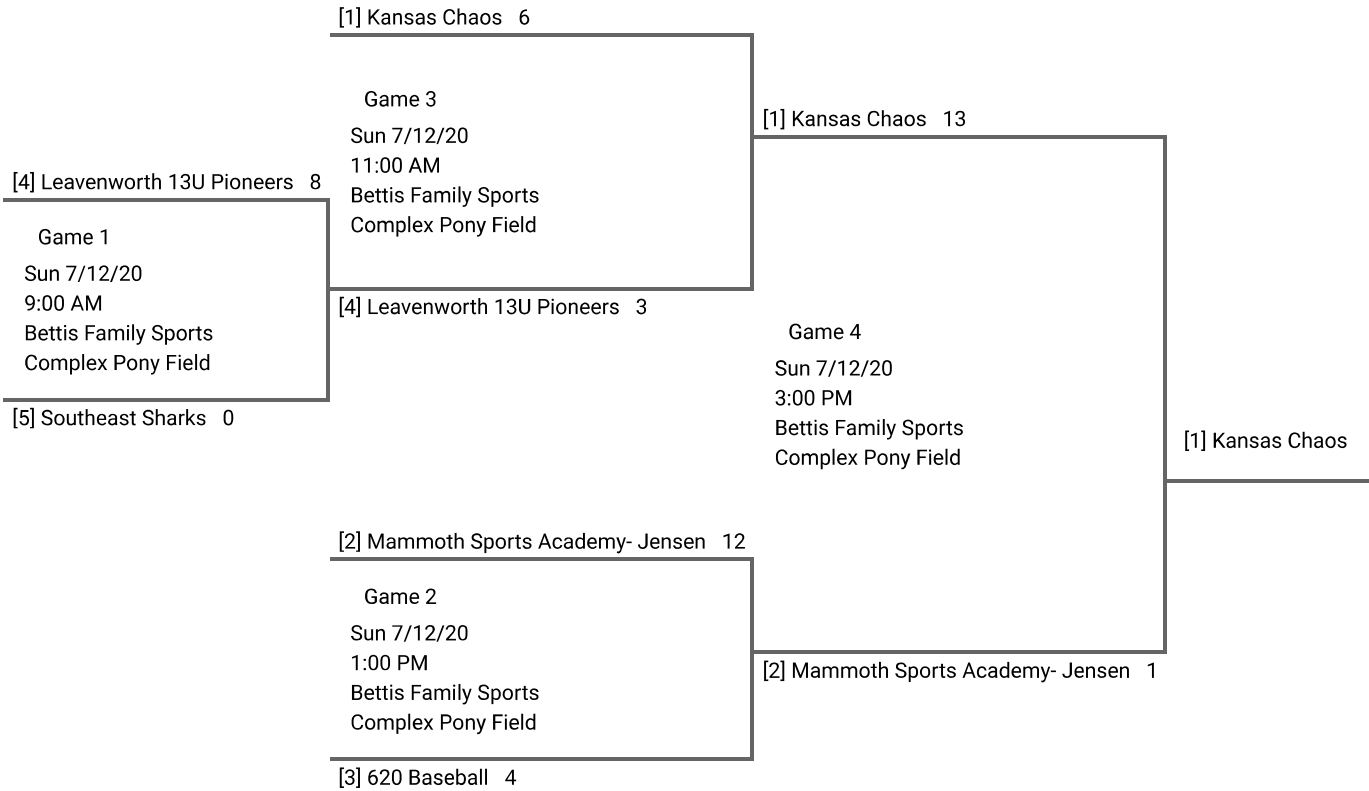 [1] Kansas Chaos 6
Game 3
Sun 7/12/20
11:00 AM
Bettis Family Sports
Complex Pony Field
[4] Leavenworth 13U Pioneers 3
[4] Leavenworth 13U Pioneers 8
Game 1
Sun 7/12/20
9:00 AM
Bettis Family Sports
Complex Pony Field
[5] Southeast Sharks 0
[1] Kansas Chaos 13
Game 4
Sun 7/12/20
3:00 PM
Bettis Family Sports
Complex Pony Field
[2] Mammoth Sports Academy- Jensen 1
[1] Kansas Chaos
[2] Mammoth Sports Academy- Jensen 12
Game 2
Sun 7/12/20
1:00 PM
Bettis Family Sports
Complex Pony Field
[3] 620 Baseball 4